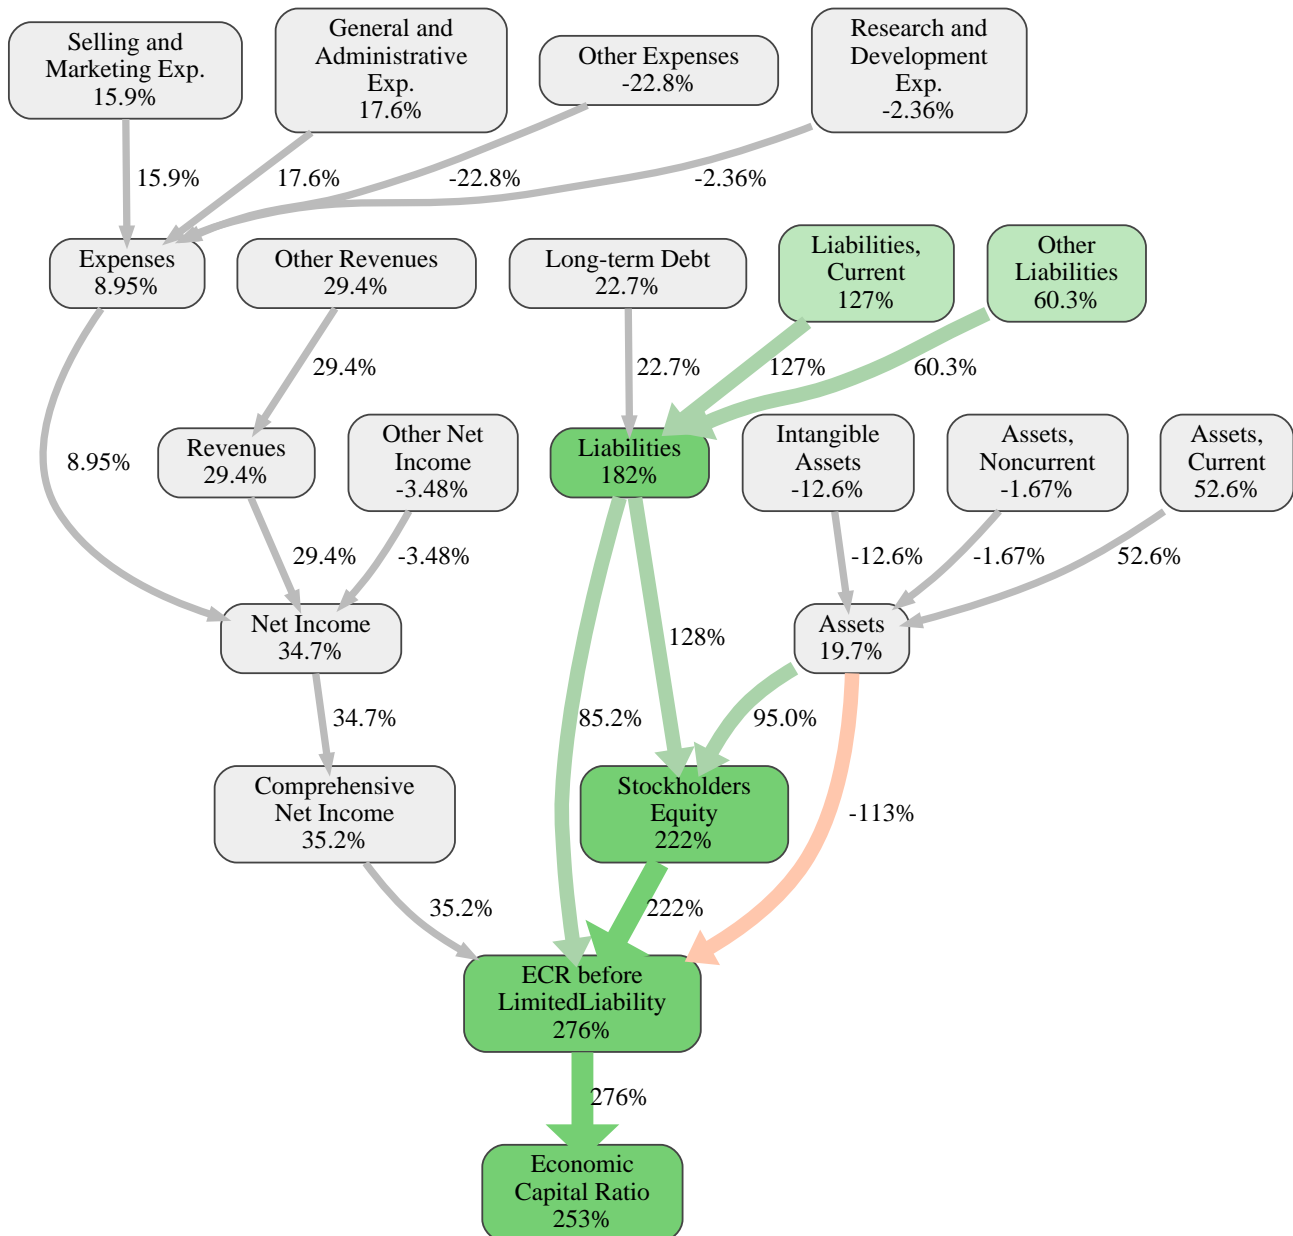 Selling and
Marketing Exp.
15.9%
General and
Administrative
Exp.
17.6%
Other Expenses
-22.8%
Research and
Development
Exp.
-2.36%
15.9%
17.6%
-22.8%
-2.36%
Expenses
8.95%
Other Revenues
29.4%
Long-term Debt
22.7%
Liabilities,
Current
127%
Other
Liabilities
60.3%
29.4%
22.7%
127%
60.3%
8.95%
Revenues
29.4%
Other Net
Income
-3.48%
Liabilities
182%
Intangible
Assets
-12.6%
Assets,
Noncurrent
-1.67%
Assets,
Current
52.6%
29.4%
-3.48%
-12.6%
-1.67%
52.6%
Net Income
34.7%
128%
Assets
19.7%
34.7%
85.2%
95.0%
Comprehensive
Net Income
35.2%
Stockholders
Equity
222%
-113%
35.2%
222%
ECR before
LimitedLiability
276%
276%
Economic
Capital Ratio
253%